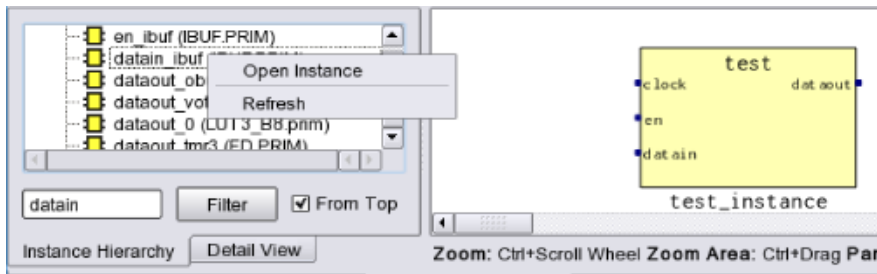 en_ibuf (IBUF.PRIM)
datain_ibuf
Open Instance
dataout_ob
dataout_vot
Refresh
dataout_0 (LUT3_B8.prim)
dataout_tmr3 (FD.PRIM)
datain
Filter
From Top
Instance Hierarchy
Detail View
test
clock
dataout
en
datain
test_instance
Zoom: Ctrl+Scroll Wheel Zoom Area: Ctrl+Drag Pan